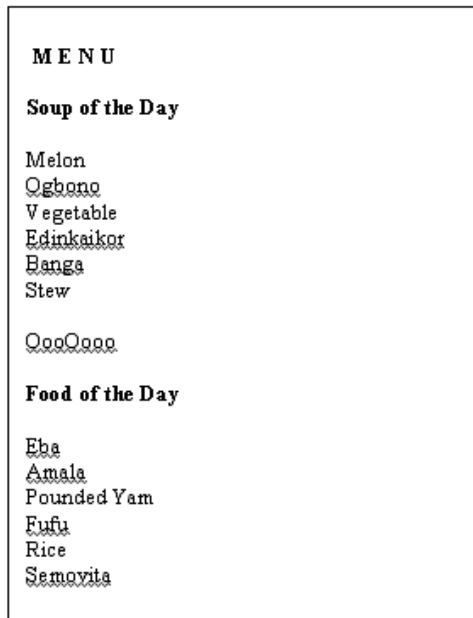 M E N U
Soup of the Day
Melon
Ogbono
Vegetable
Edinkaikor
Banga
Stew
OooOooo
Food of the Day
Eba
Amala
Pounded Yam
Fufu
Rice
Semovita